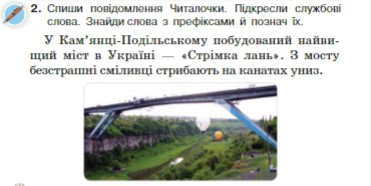 2. Спиши повідомлення Читалочки. Підкресли службові
слова. Знайди слова з префіксами й познач їх.
У Кам’янці-Подільському побудований найви-
щий міст в Україні — «Стрімка лань». З мосту
безстрашні сміливці стрибають на канатах униз.